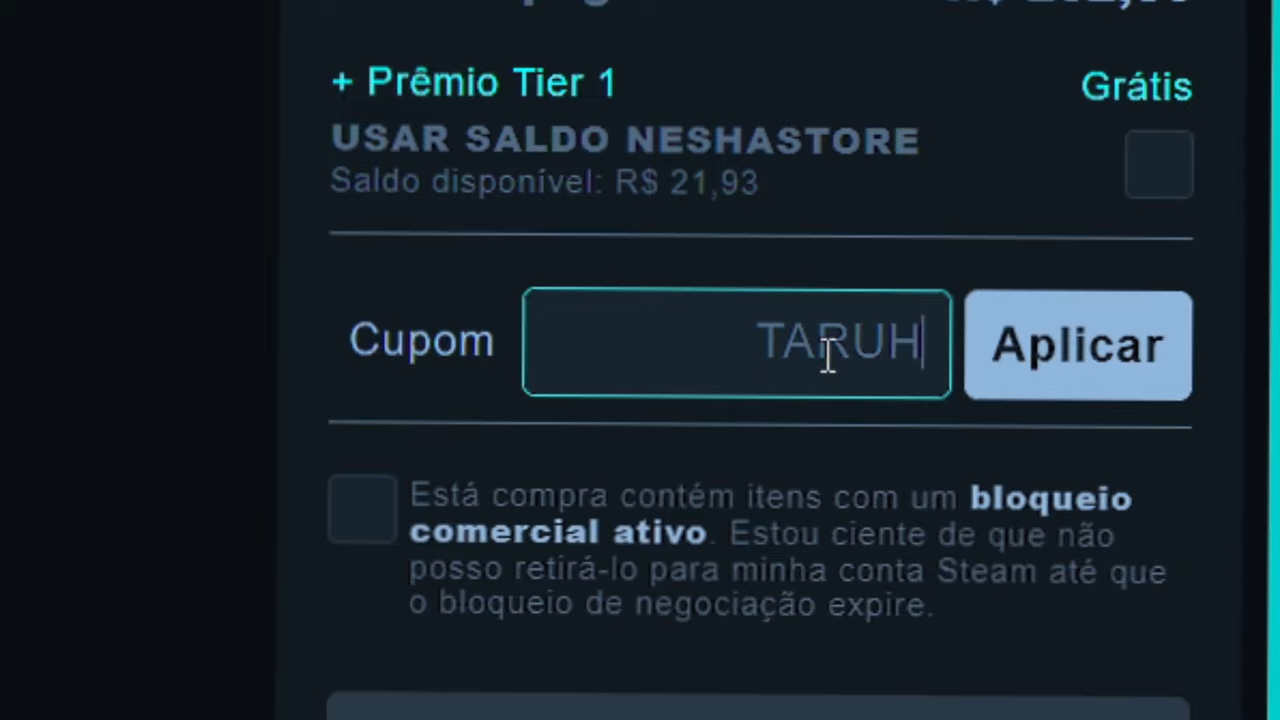 + Prêmio Tier 1 Grátis
USAR SALDO NESHASTORE
Saldo disponível: R$ 21,93
Cupom TARUH Aplicar
Está compra contém itens com um bloqueio
comercial ativo. Estou ciente de que não
posso retirá-lo para minha conta Steam até que
o bloqueio de negociação expire.